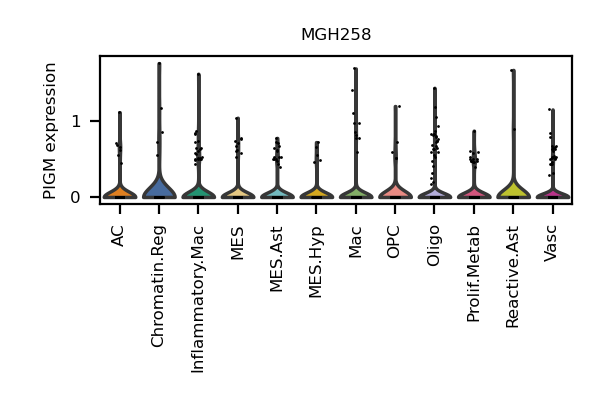 MGH258
PIGM expression
1
0
AC
Chromatin.Reg
Inflammatory.Mac
MES
MES.Ast
MES.Hyp
Mac
OPC
Oligo
Prolif.Metab
Reactive.Ast
Vasc